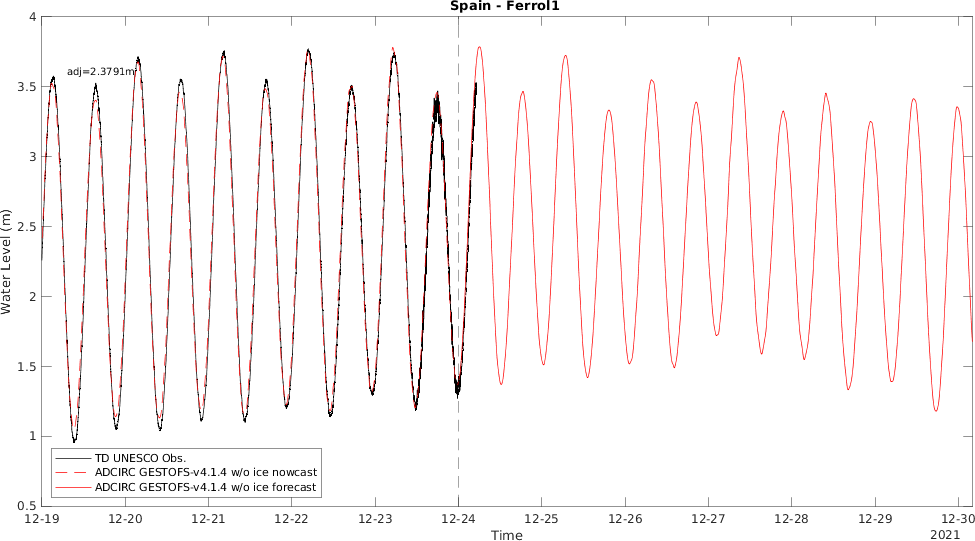 Spain - Ferrol1
4
3.5
3
2.5
2
1.5
1
0.5
Water Level (m)
adj=2.3791m
TD UNESCO Obs.
ADCIRC GESTOFS-v4.1.4 w/o ice nowcast
ADCIRC GESTOFS-v4.1.4 w/o ice forecast
12-19 12-20 12-21 12-22 12-23 12-24 12-25 12-26 12-27 12-28 12-29 12-30
Time
2021